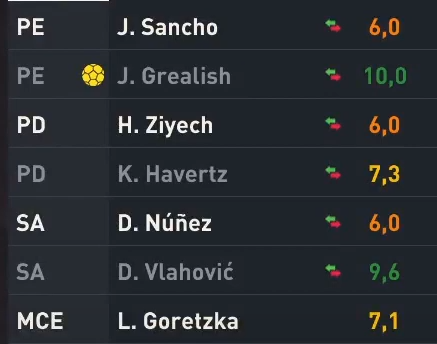 PE J. Sancho 6,0
PE J. Grealish 10,0
PD H. Ziyech 6,0
PD K. Havertz 7,3
SA D. Núñez 6,0
SA D. Vlahović 9,6
MCE L. Goretzka 7,1